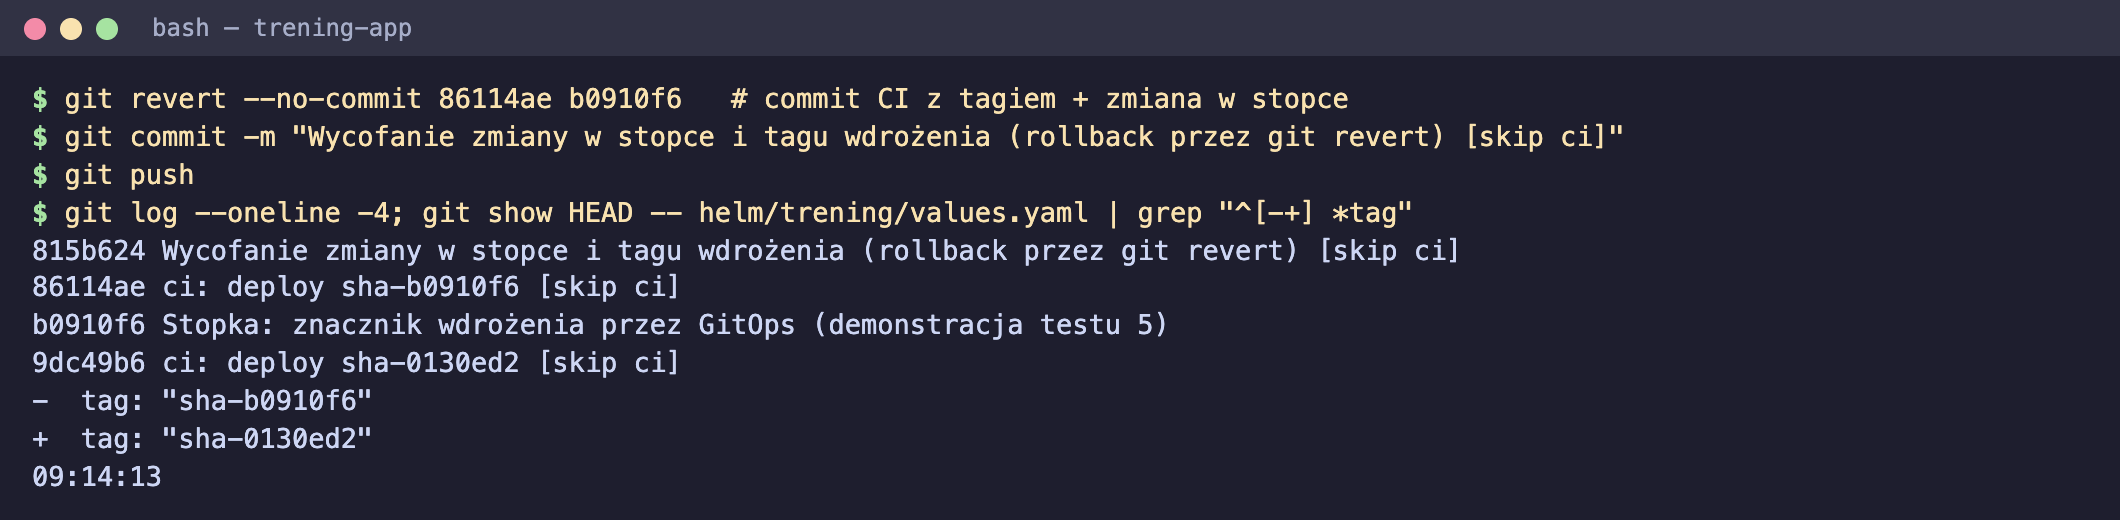 bash — trening-app
$ git revert --no-commit 86114ae b0910f6   # commit CI z tagiem + zmiana w stopce
$ git commit -m "Wycofanie zmiany w stopce i tagu wdrożenia (rollback przez git revert) [skip ci]"
$ git push
$ git log --oneline -4; git show HEAD -- helm/trening/values.yaml | grep "^[-+] *tag"
815b624 Wycofanie zmiany w stopce i tagu wdrożenia (rollback przez git revert) [skip ci]
86114ae ci: deploy sha-b0910f6 [skip ci]
b0910f6 Stopka: znacznik wdrożenia przez GitOps (demonstracja testu 5)
9dc49b6 ci: deploy sha-0130ed2 [skip ci]
-  tag: "sha-b0910f6"
+  tag: "sha-0130ed2"
09:14:13